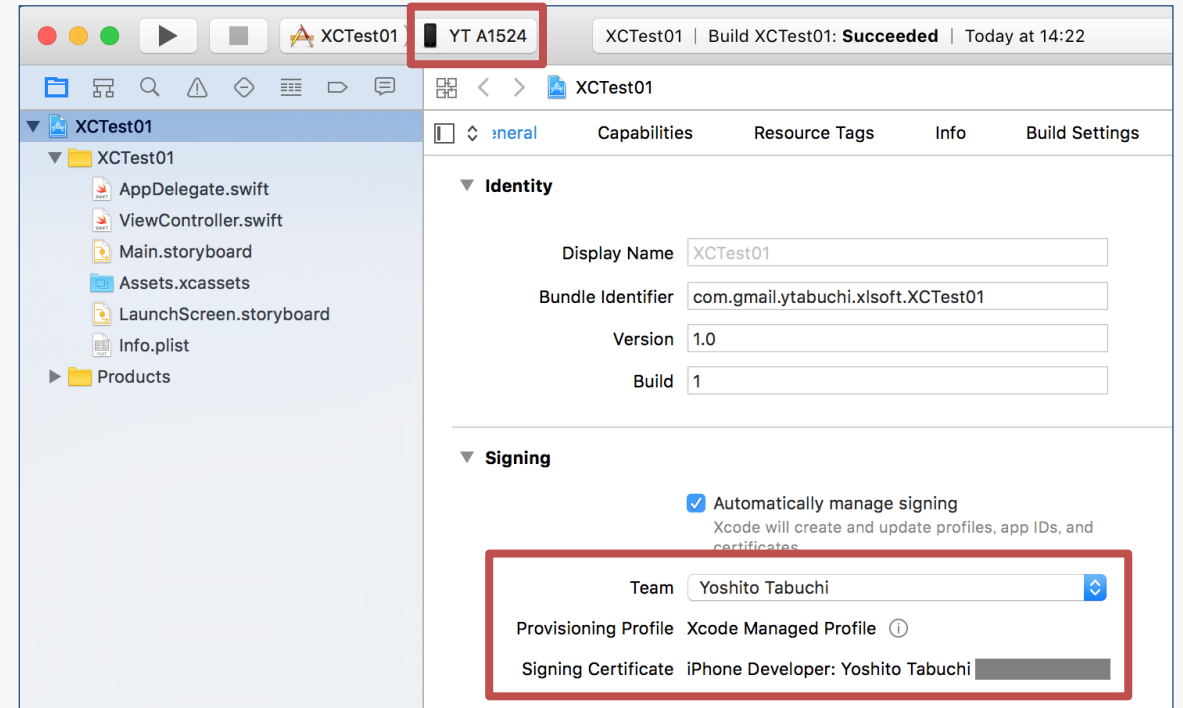 XCTest01 YT A1524 XCTest01 | Build XCTest01: Succeeded | Today at 14:22
XCTest01
XCTest01
XCTest01
AppDelegate.swift
ViewController.swift
Main.storyboard
Assets.xcassets
LaunchScreen.storyboard
Info.plist
Products
eneral Capabilities Resource Tags Info Build Settings
Identity
Display Name XCTest01
Bundle Identifier com.gmail.ytabuchi.xlsoft.XCTest01
Version 1.0
Build 1
Signing
Automatically manage signing
Xcode will create and update profiles, app IDs, and
certificates.
Team Yoshito Tabuchi
Provisioning Profile Xcode Managed Profile
Signing Certificate iPhone Developer: Yoshito Tabuchi